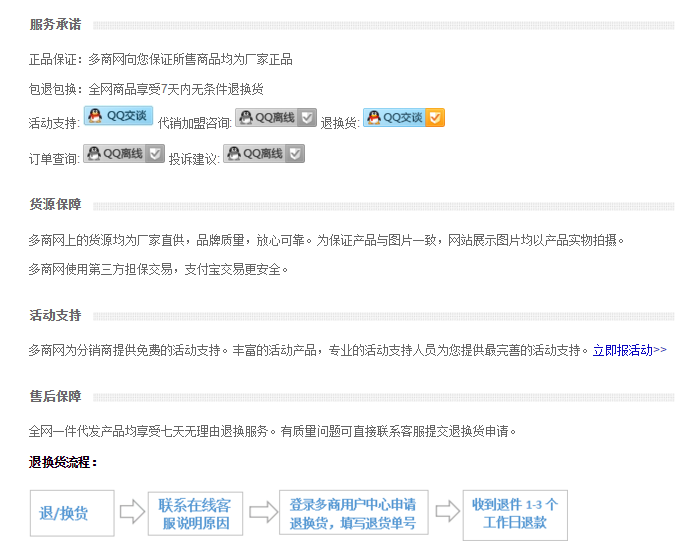 服务承诺
正品保证：多商网向您保证所售商品均为厂家正品
包退包换：全网商品享受7天内无条件退换货
活动支持: QQ交谈 代销加盟咨询: QQ离线 退换货: QQ交谈
订单查询: QQ离线 投诉建议: QQ离线
货源保障
多商网上的货源均为厂家直供，品牌质量，放心可靠。为保证产品与图片一致，网站展示图片均以产品实物拍摄。
多商网使用第三方担保交易，支付宝交易更安全。
活动支持
多商网为分销商提供免费的活动支持。丰富的活动产品，专业的活动支持人员为您提供最完善的活动支持。立即报活动>>
售后保障
全网一件代发产品均享受七天无理由退换服务。有质量问题可直接联系客服提交退换货申请。
退换货流程：
退/换货
联系在线客
服说明原因
登录多商用户中心申请
退换货，填写退货单号
收到退件 1-3 个
工作日退款